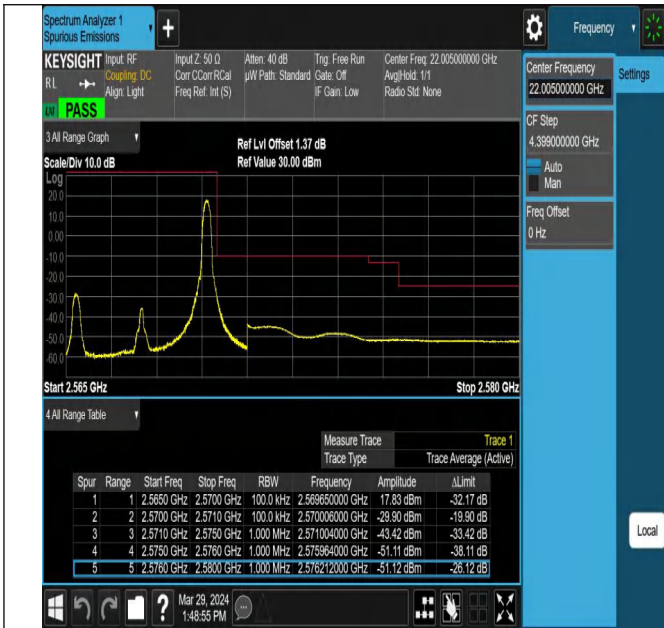 Spectrum Analyzer 1
Spurious Emissions
Frequency
KEYSIGHT Input: RF Input Z: 50 Ω Atten: 40 dB Trig: Free Run Center Freq: 22.005000000 GHz
RL Coupling: DC Corr CCorr RCal µW Path: Standard Gate: Off Avg|Hold: 1/1
Align: Light Freq Ref: Int (S) IF Gain: Low Radio Std: None
PASS
Center Frequency
22.005000000 GHz
Settings
CF Step
4.399000000 GHz
Auto
Man
Freq Offset
0 Hz
3 All Range Graph
Ref Lvl Offset 1.37 dB
Scale/Div 10.0 dB Ref Value 30.00 dBm
Log
20.0
10.0
0.00
-10.0
-20.0
-30.0
-40.0
-50.0
-60.0
Start 2.565 GHz Stop 2.580 GHz
4 All Range Table
Measure Trace Trace 1
Trace Type Trace Average (Active)
Spur Range Start Freq Stop Freq RBW Frequency Amplitude ΔLimit
1 1 2.5650 GHz 2.5700 GHz 100.0 kHz 2.569650000 GHz 17.83 dBm -32.17 dB
2 2 2.5700 GHz 2.5710 GHz 100.0 kHz 2.570006000 GHz -29.90 dBm -19.90 dB
3 3 2.5710 GHz 2.5750 GHz 1.000 MHz 2.571004000 GHz -43.42 dBm -33.42 dB
4 4 2.5750 GHz 2.5760 GHz 1.000 MHz 2.575964000 GHz -51.11 dBm -38.11 dB
5 5 2.5760 GHz 2.5800 GHz 1.000 MHz 2.576212000 GHz -51.12 dBm -26.12 dB
Local
Mar 29, 2024
1:48:55 PM